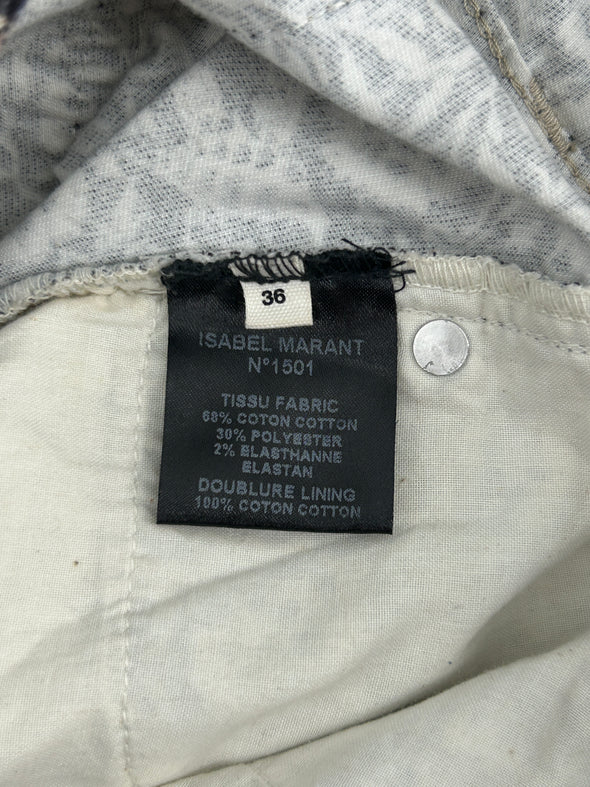 36
ISABEL MARANT
N°1501
TISSU FABRIC
68% COTON COTTON
30% POLYESTER
2% ELASTHANNE
ELASTAN
DOUBLURE LINING
100% COTON COTTON